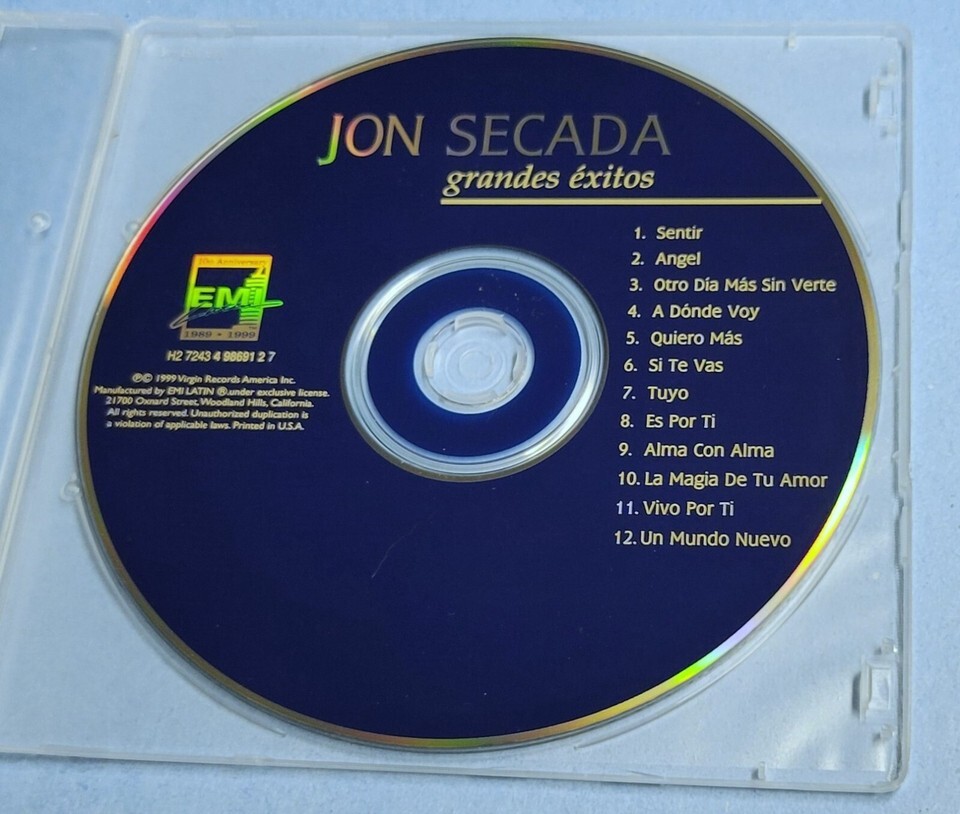 JON SECADA
grandes éxitos
1. Sentir
2. Angel
3. Otro Día Más Sin Verte
4. A Dónde Voy
5. Quiero Más
6. Si Te Vas
7. Tuyo
8. Es Por Ti
9. Alma Con Alma
10. La Magia De Tu Amor
11. Vivo Por Ti
12. Un Mundo Nuevo
10th Anniversary
EMI
Latin
1989 • 1999
H2 7243 4 98691 2 7
℗© 1999 Virgin Records America Inc.
Manufactured by EMI LATIN ®.under exclusive license.
21700 Oxnard Street, Woodland Hills, California.
All rights reserved. Unauthorized duplication is
a violation of applicable laws. Printed in U.S.A.